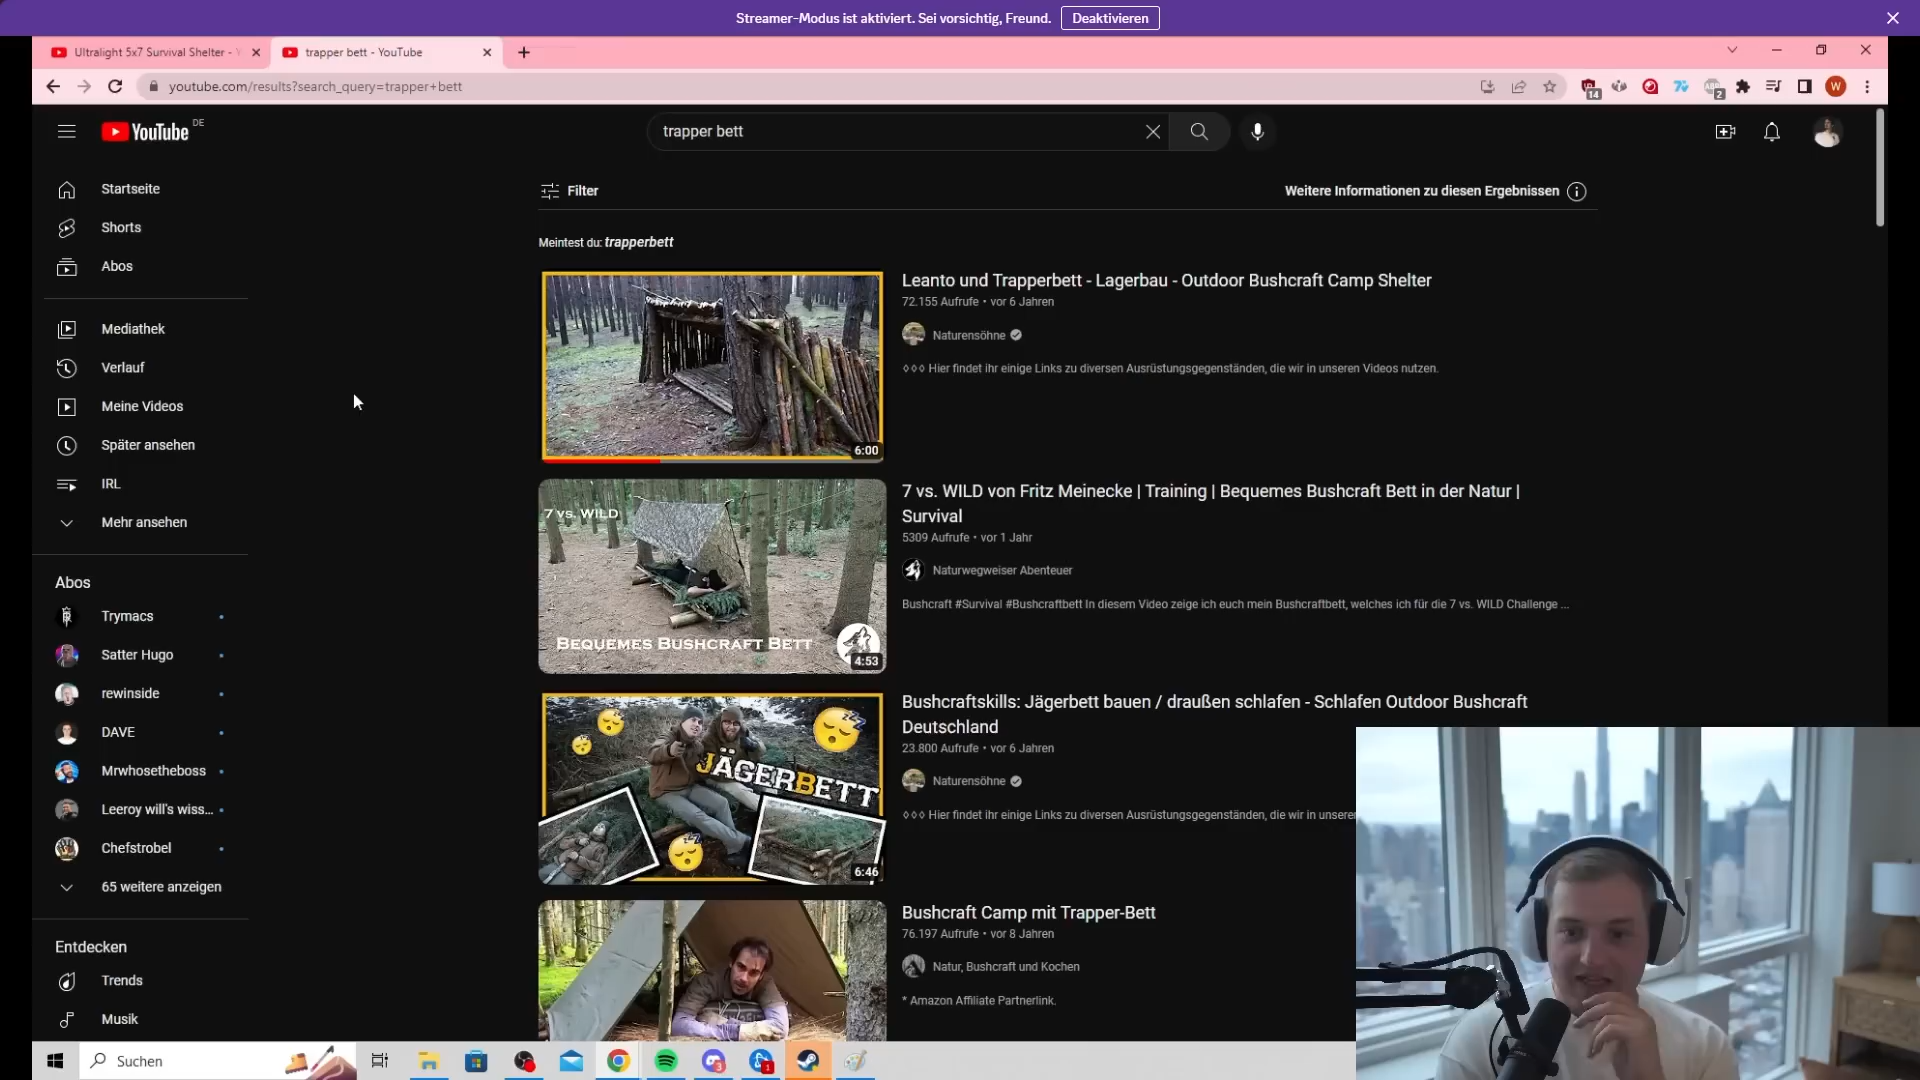 Streamer-Modus ist aktiviert. Sei vorsichtig, Freund. Deaktivieren
Ultralight 5x7 Survival Shelter -
trapper bett - YouTube
youtube.com/results?search_query=trapper+bett
14
2
W
YouTube DE
trapper bett
Startseite
Shorts
Abos
Mediathek
Verlauf
Meine Videos
Später ansehen
IRL
Mehr ansehen
Abos
Trymacs
Satter Hugo
rewinside
DAVE
Mrwhosetheboss
Leeroy will's wiss...
Chefstrobel
65 weitere anzeigen
Entdecken
Trends
Musik
Filter
Weitere Informationen zu diesen Ergebnissen
Meintest du: trapperbett
6:00
Leanto und Trapperbett - Lagerbau - Outdoor Bushcraft Camp Shelter
72.155 Aufrufe • vor 6 Jahren
Naturensöhne
◊◊◊ Hier findet ihr einige Links zu diversen Ausrüstungsgegenständen, die wir in unseren Videos nutzen.
7 vs. WILD
BEQUEMES BUSHCRAFT BETT
4:53
7 vs. WILD von Fritz Meinecke | Training | Bequemes Bushcraft Bett in der Natur |
Survival
5309 Aufrufe • vor 1 Jahr
Naturwegweiser Abenteuer
Bushcraft #Survival #Bushcraftbett In diesem Video zeige ich euch mein Bushcraftbett, welches ich für die 7 vs. WILD Challenge ...
JÄGERBETT
6:46
Bushcraftskills: Jägerbett bauen / draußen schlafen - Schlafen Outdoor Bushcraft
Deutschland
23.800 Aufrufe • vor 6 Jahren
Naturensöhne
◊◊◊ Hier findet ihr einige Links zu diversen Ausrüstungsgegenständen, die wir in unserer
Bushcraft Camp mit Trapper-Bett
76.197 Aufrufe • vor 8 Jahren
Natur, Bushcraft und Kochen
* Amazon Affiliate Partnerlink.
Suchen
3
1